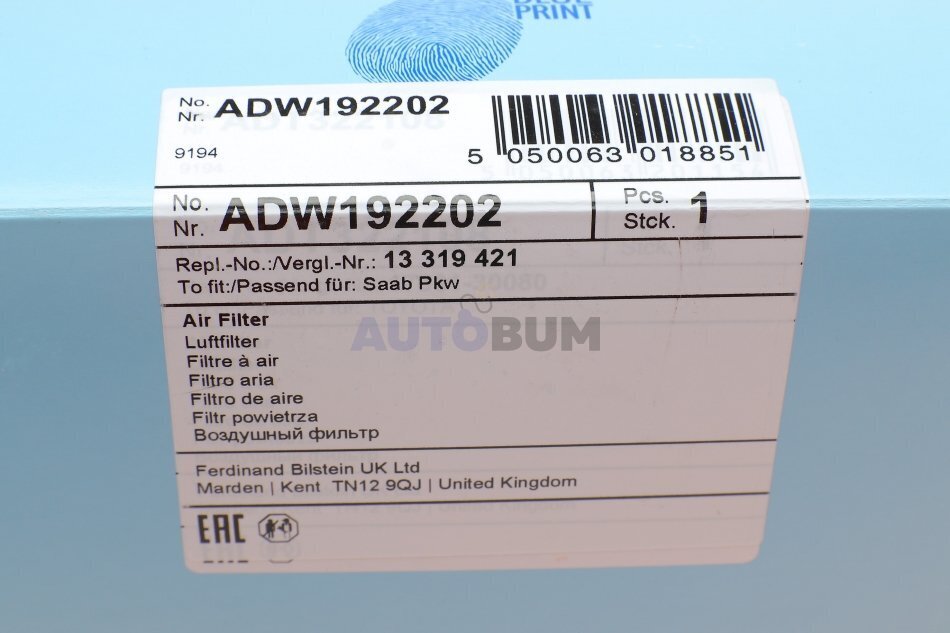 BLUE
PRINT
No.
Nr. ADW192202
9194
5 050063 018851
No.
Nr. ADW192202
Pcs.
Stck. 1
Repl.-No.:/Vergl.-Nr.: 13 319 421
To fit:/Passend für: Saab Pkw
AUTOBUM
Air Filter
Luftfilter
Filtre à air
Filtro aria
Filtro de aire
Filtr powietrza
Воздушный фильтр
Ferdinand Bilstein UK Ltd
Marden | Kent TN12 9QJ | United Kingdom
EAC